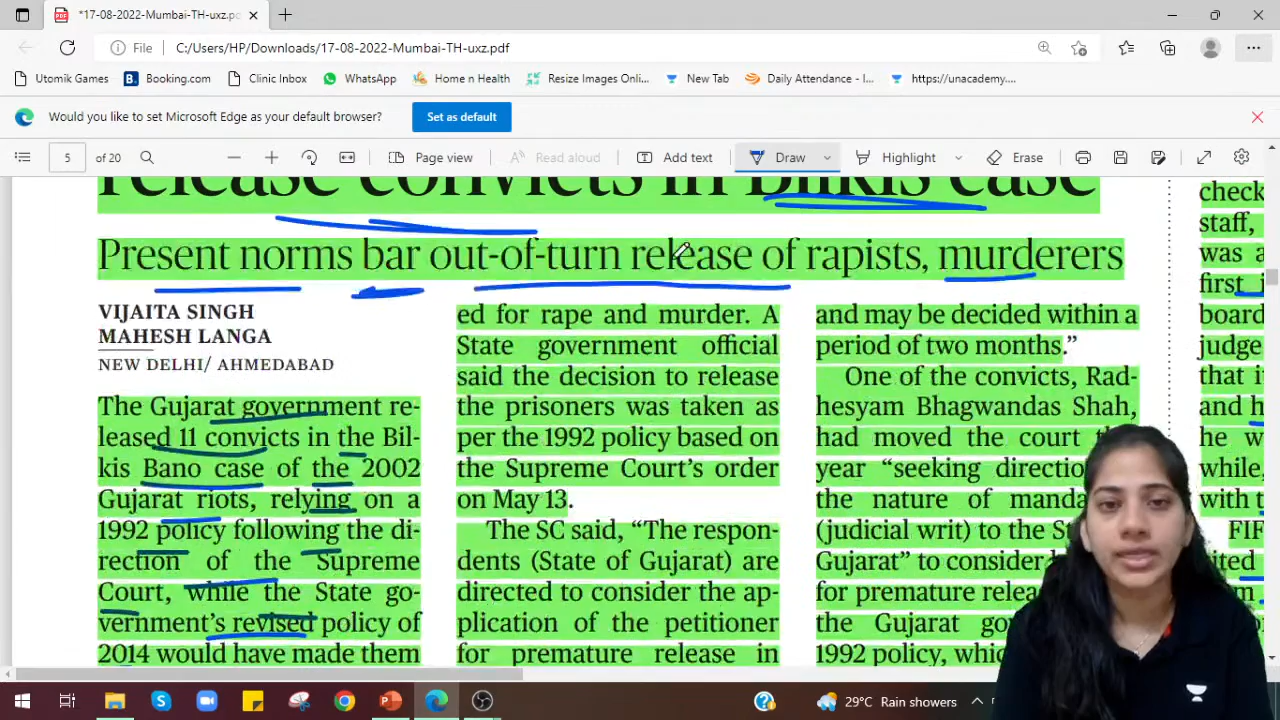 *17-08-2022-Mumbai-TH-uxz.pd
File C:/Users/HP/Downloads/17-08-2022-Mumbai-TH-uxz.pdf
Utomik Games Booking.com Clinic Inbox WhatsApp Home n Health Resize Images Onl... New Tab Daily Attendance - I... https://unacademy....
Would you like to set Microsoft Edge as your default browser? Set as default
5 of 20 Page view Read aloud Add text Draw Highlight Erase
release convicts in Bilkis case
Present norms bar out-of-turn release of rapists, murderers
VIJAITA SINGH
MAHESH LANGA
NEW DELHI/ AHMEDABAD
The Gujarat government re-
leased 11 convicts in the Bil-
kis Bano case of the 2002
Gujarat riots, relying on a
1992 policy following the di-
rection of the Supreme
Court, while the State go-
vernment's revised policy of
2014 would have made them
ed for rape and murder. A
State government official
said the decision to release
the prisoners was taken as
per the 1992 policy based on
the Supreme Court's order
on May 13.
The SC said, “The respon-
dents (State of Gujarat) are
directed to consider the ap-
plication of the petitioner
for premature release in
and may be decided within a
period of two months.”
One of the convicts, Rad-
hesyam Bhagwandas Shah,
had moved the court
year “seeking
the nature of
(judicial writ) to the
Gujarat” to consider
for premature
the Gujarat
1992 policy,
check
staff,
was a
first
board
judge
that i
and
he w
while,
with
FIF
29°C Rain showers